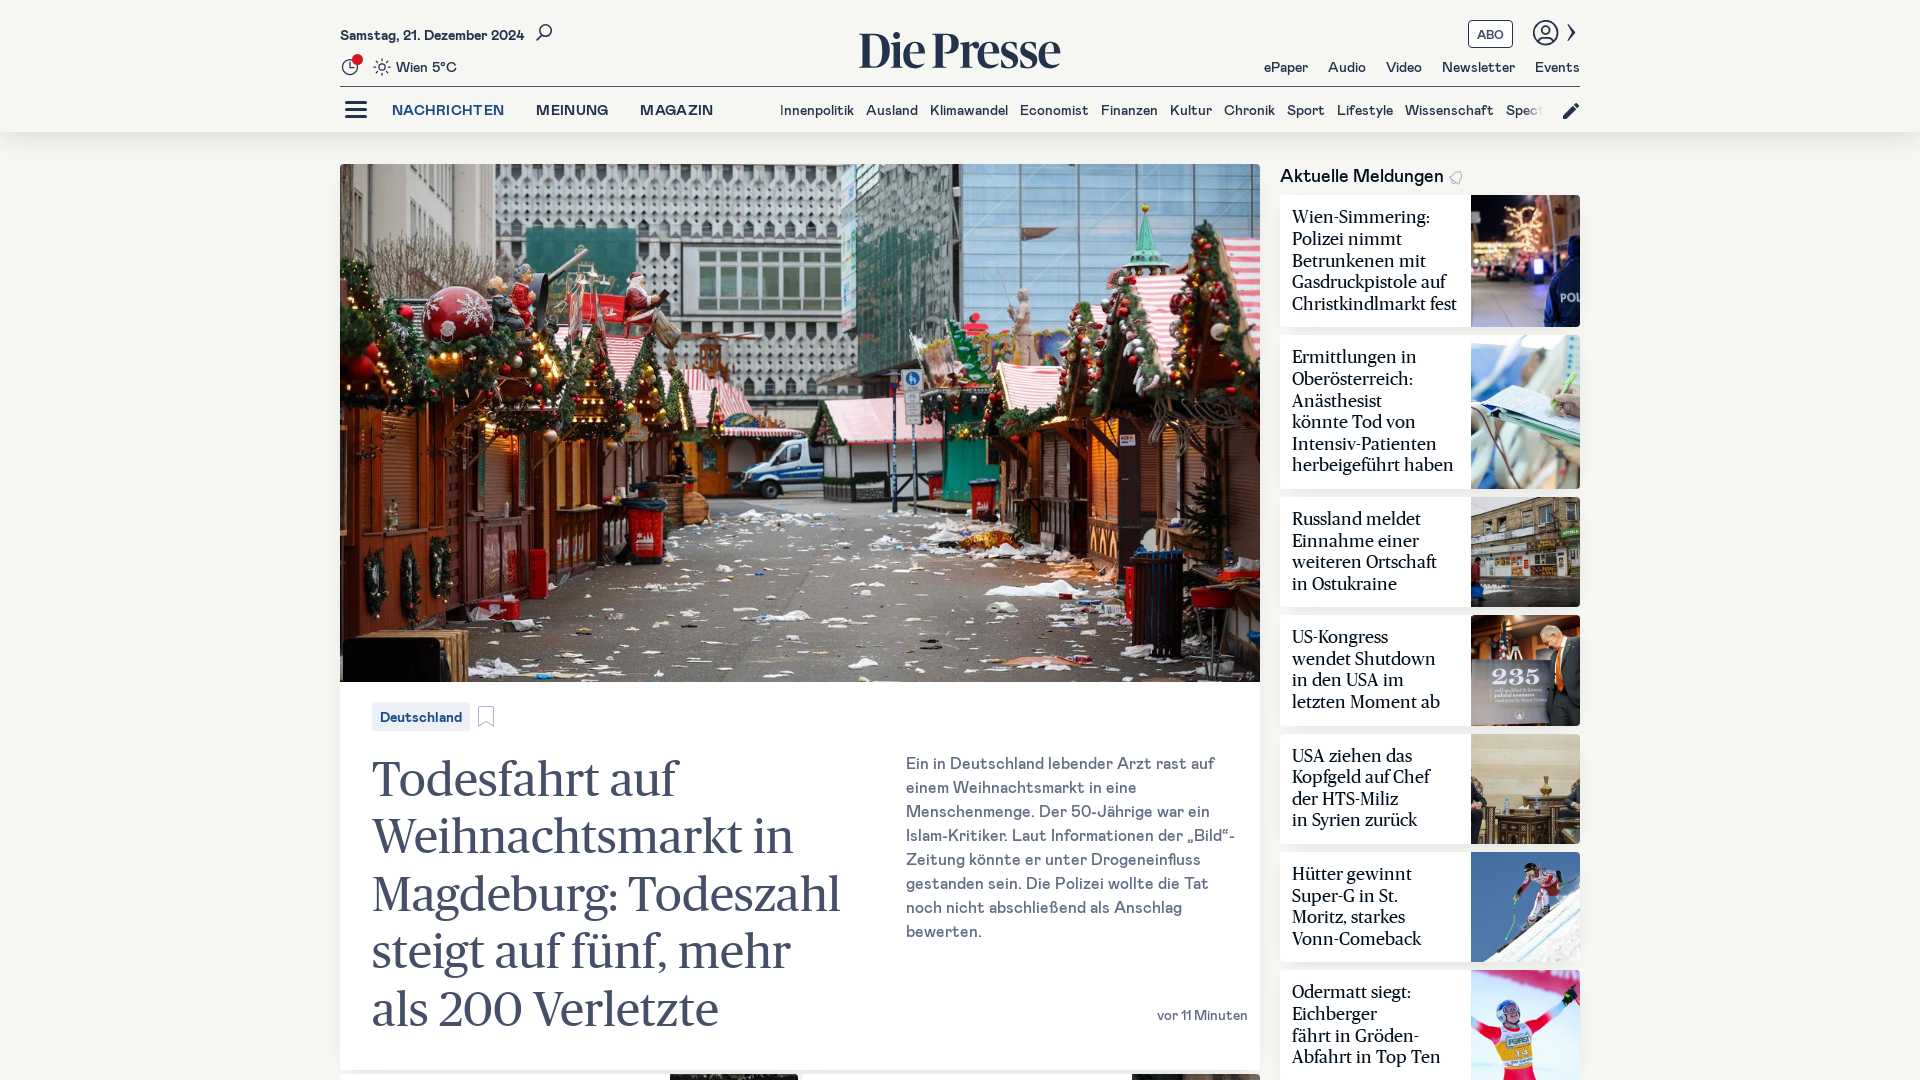 Samstag, 21. Dezember 2024
Wien 5°C
Die Presse
ABO
ePaper
Audio
Video
Newsletter
Events
NACHRICHTEN
MEINUNG
MAGAZIN
Innenpolitik
Ausland
Klimawandel
Economist
Finanzen
Kultur
Chronik
Sport
Lifestyle
Wissenschaft
Spect
Deutschland
Todesfahrt auf
Weihnachtsmarkt in
Magdeburg: Todeszahl
steigt auf fünf, mehr
als 200 Verletzte
Ein in Deutschland lebender Arzt rast auf
einem Weihnachtsmarkt in eine
Menschenmenge. Der 50-Jährige war ein
Islam-Kritiker. Laut Informationen der „Bild“-
Zeitung könnte er unter Drogeneinfluss
gestanden sein. Die Polizei wollte die Tat
noch nicht abschließend als Anschlag
bewerten.
vor 11 Minuten
Aktuelle Meldungen
Wien-Simmering:
Polizei nimmt
Betrunkenen mit
Gasdruckpistole auf
Christkindlmarkt fest
POL
Ermittlungen in
Oberösterreich:
Anästhesist
könnte Tod von
Intensiv-Patienten
herbeigeführt haben
Russland meldet
Einnahme einer
weiteren Ortschaft
in Ostukraine
US-Kongress
wendet Shutdown
in den USA im
letzten Moment ab
235
USA ziehen das
Kopfgeld auf Chef
der HTS-Miliz
in Syrien zurück
Hütter gewinnt
Super-G in St.
Moritz, starkes
Vonn-Comeback
Odermatt siegt:
Eichberger
fährt in Gröden-
Abfahrt in Top Ten